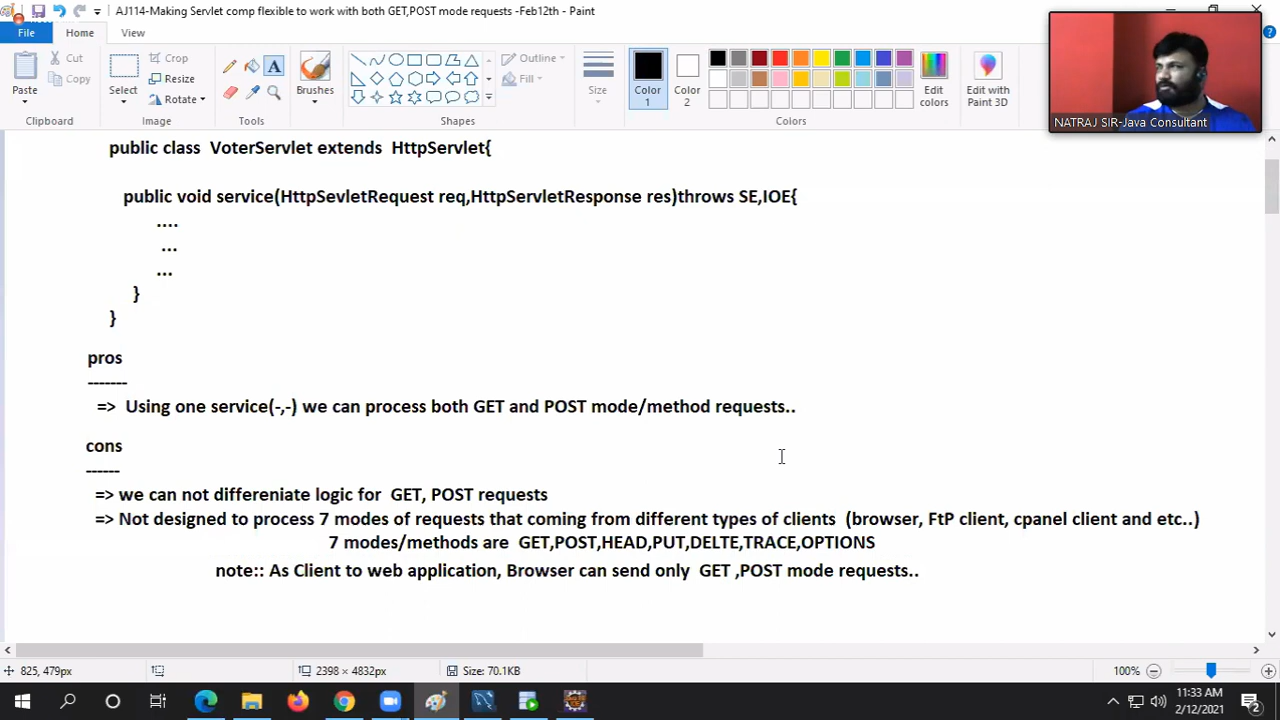 AJ114-Making Servlet comp flexible to work with both GET,POST mode requests -Feb12th - Paint
File
Home
View
Paste
Cut
Copy
Clipboard
Select
Crop
Resize
Rotate
Image
A
Tools
Brushes
Outline
Fill
Shapes
Size
Color 1
Color 2
Colors
Edit colors
Edit with Paint 3D
NATRAJ SIR-Java Consultant
public class VoterServlet extends HttpServlet{
public void service(HttpSevletRequest req,HttpServletResponse res)throws SE,IOE{
....
...
...
}
}
pros
-------
=> Using one service(-,-) we can process both GET and POST mode/method requests..
cons
------
=> we can not differeniate logic for GET, POST requests
=> Not designed to process 7 modes of requests that coming from different types of clients (browser, FtP client, cpanel client and etc..)
7 modes/methods are GET,POST,HEAD,PUT,DELTE,TRACE,OPTIONS
note:: As Client to web application, Browser can send only GET ,POST mode requests..
825, 479px
2398 × 4832px
Size: 70.1KB
100%
11:33 AM
2/12/2021
2